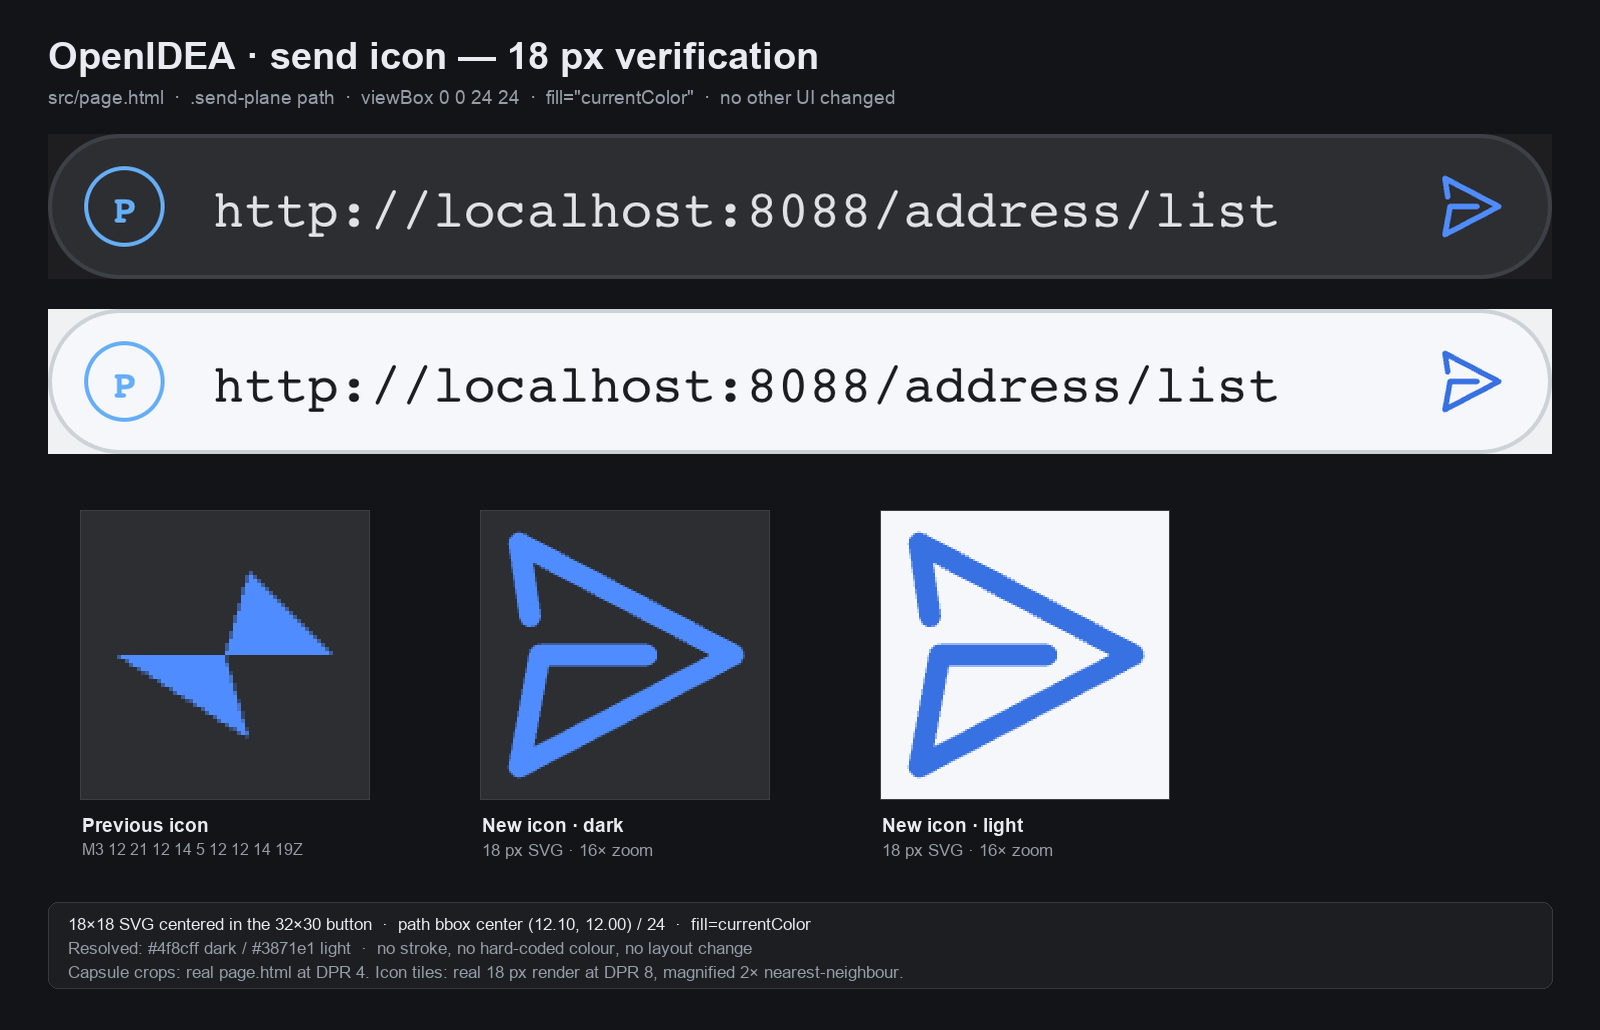 OpenIDEA · send icon — 18 px verification
src/page.html · .send-plane path · viewBox 0 0 24 24 · fill="currentColor" · no other UI changed
P http://localhost:8088/address/list
P http://localhost:8088/address/list
Previous icon
M3 12 21 12 14 5 12 12 14 19Z
New icon · dark
18 px SVG · 16× zoom
New icon · light
18 px SVG · 16× zoom
18×18 SVG centered in the 32×30 button · path bbox center (12.10, 12.00) / 24 · fill=currentColor
Resolved: #4f8cff dark / #3871e1 light · no stroke, no hard-coded colour, no layout change
Capsule crops: real page.html at DPR 4. Icon tiles: real 18 px render at DPR 8, magnified 2× nearest-neighbour.